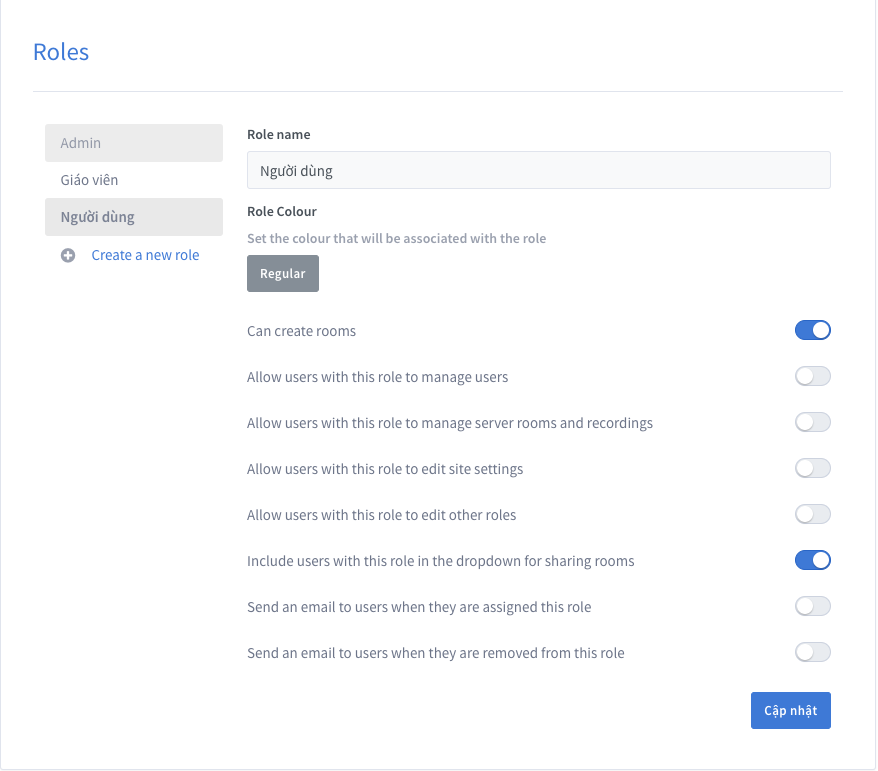 Roles
Admin
Giáo viên
Người dùng
Create a new role
Role name
Người dùng
Role Colour
Set the colour that will be associated with the role
Regular
Can create rooms
Allow users with this role to manage users
Allow users with this role to manage server rooms and recordings
Allow users with this role to edit site settings
Allow users with this role to edit other roles
Include users with this role in the dropdown for sharing rooms
Send an email to users when they are assigned this role
Send an email to users when they are removed from this role
Cập nhật